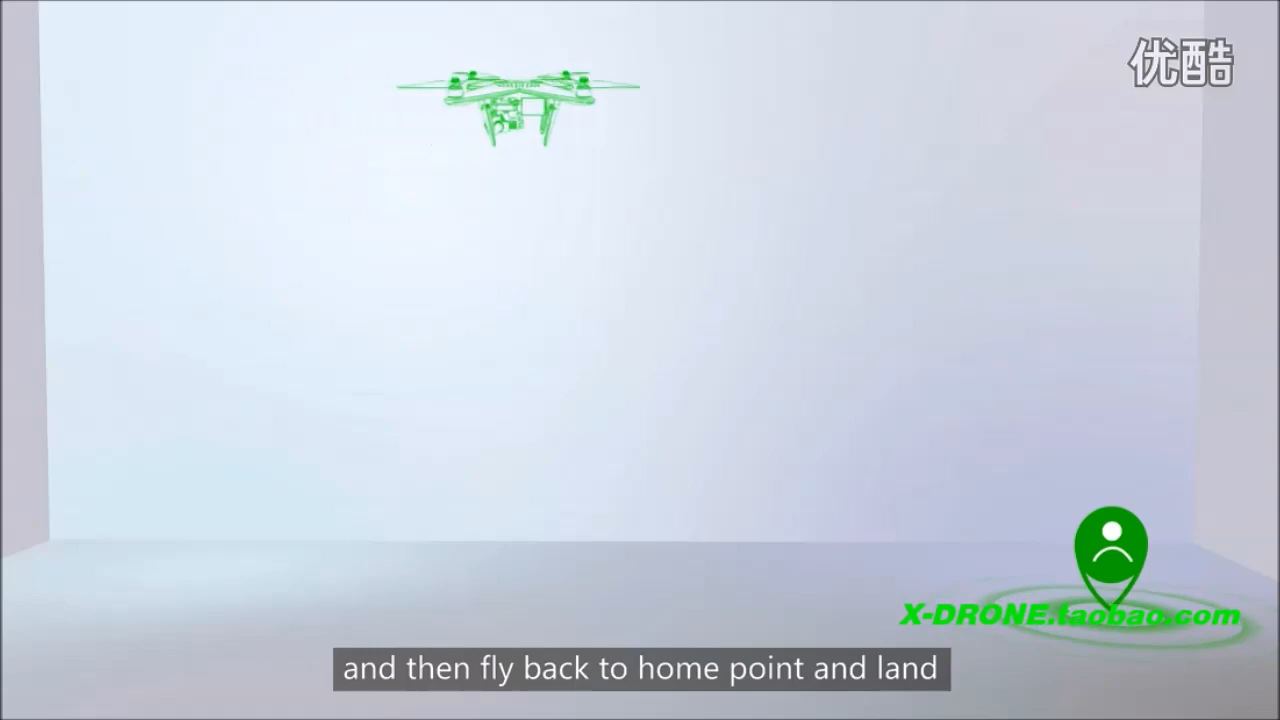 优酷
X-DRONE.taobao.com
and then fly back to home point and land